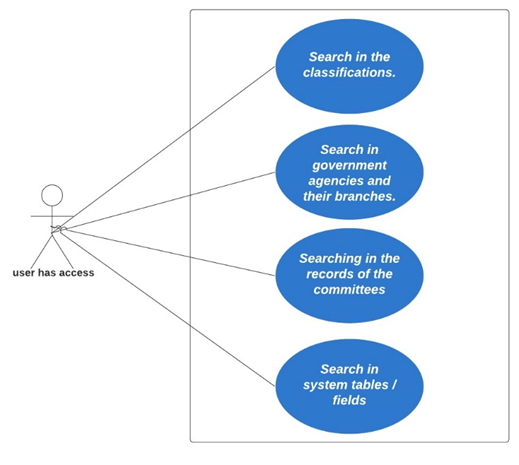 Search in the
classifications.
Search in
government
agencies and
their branches.
Searching in the
records of the
committees
Search in
system tables /
fields
user has access